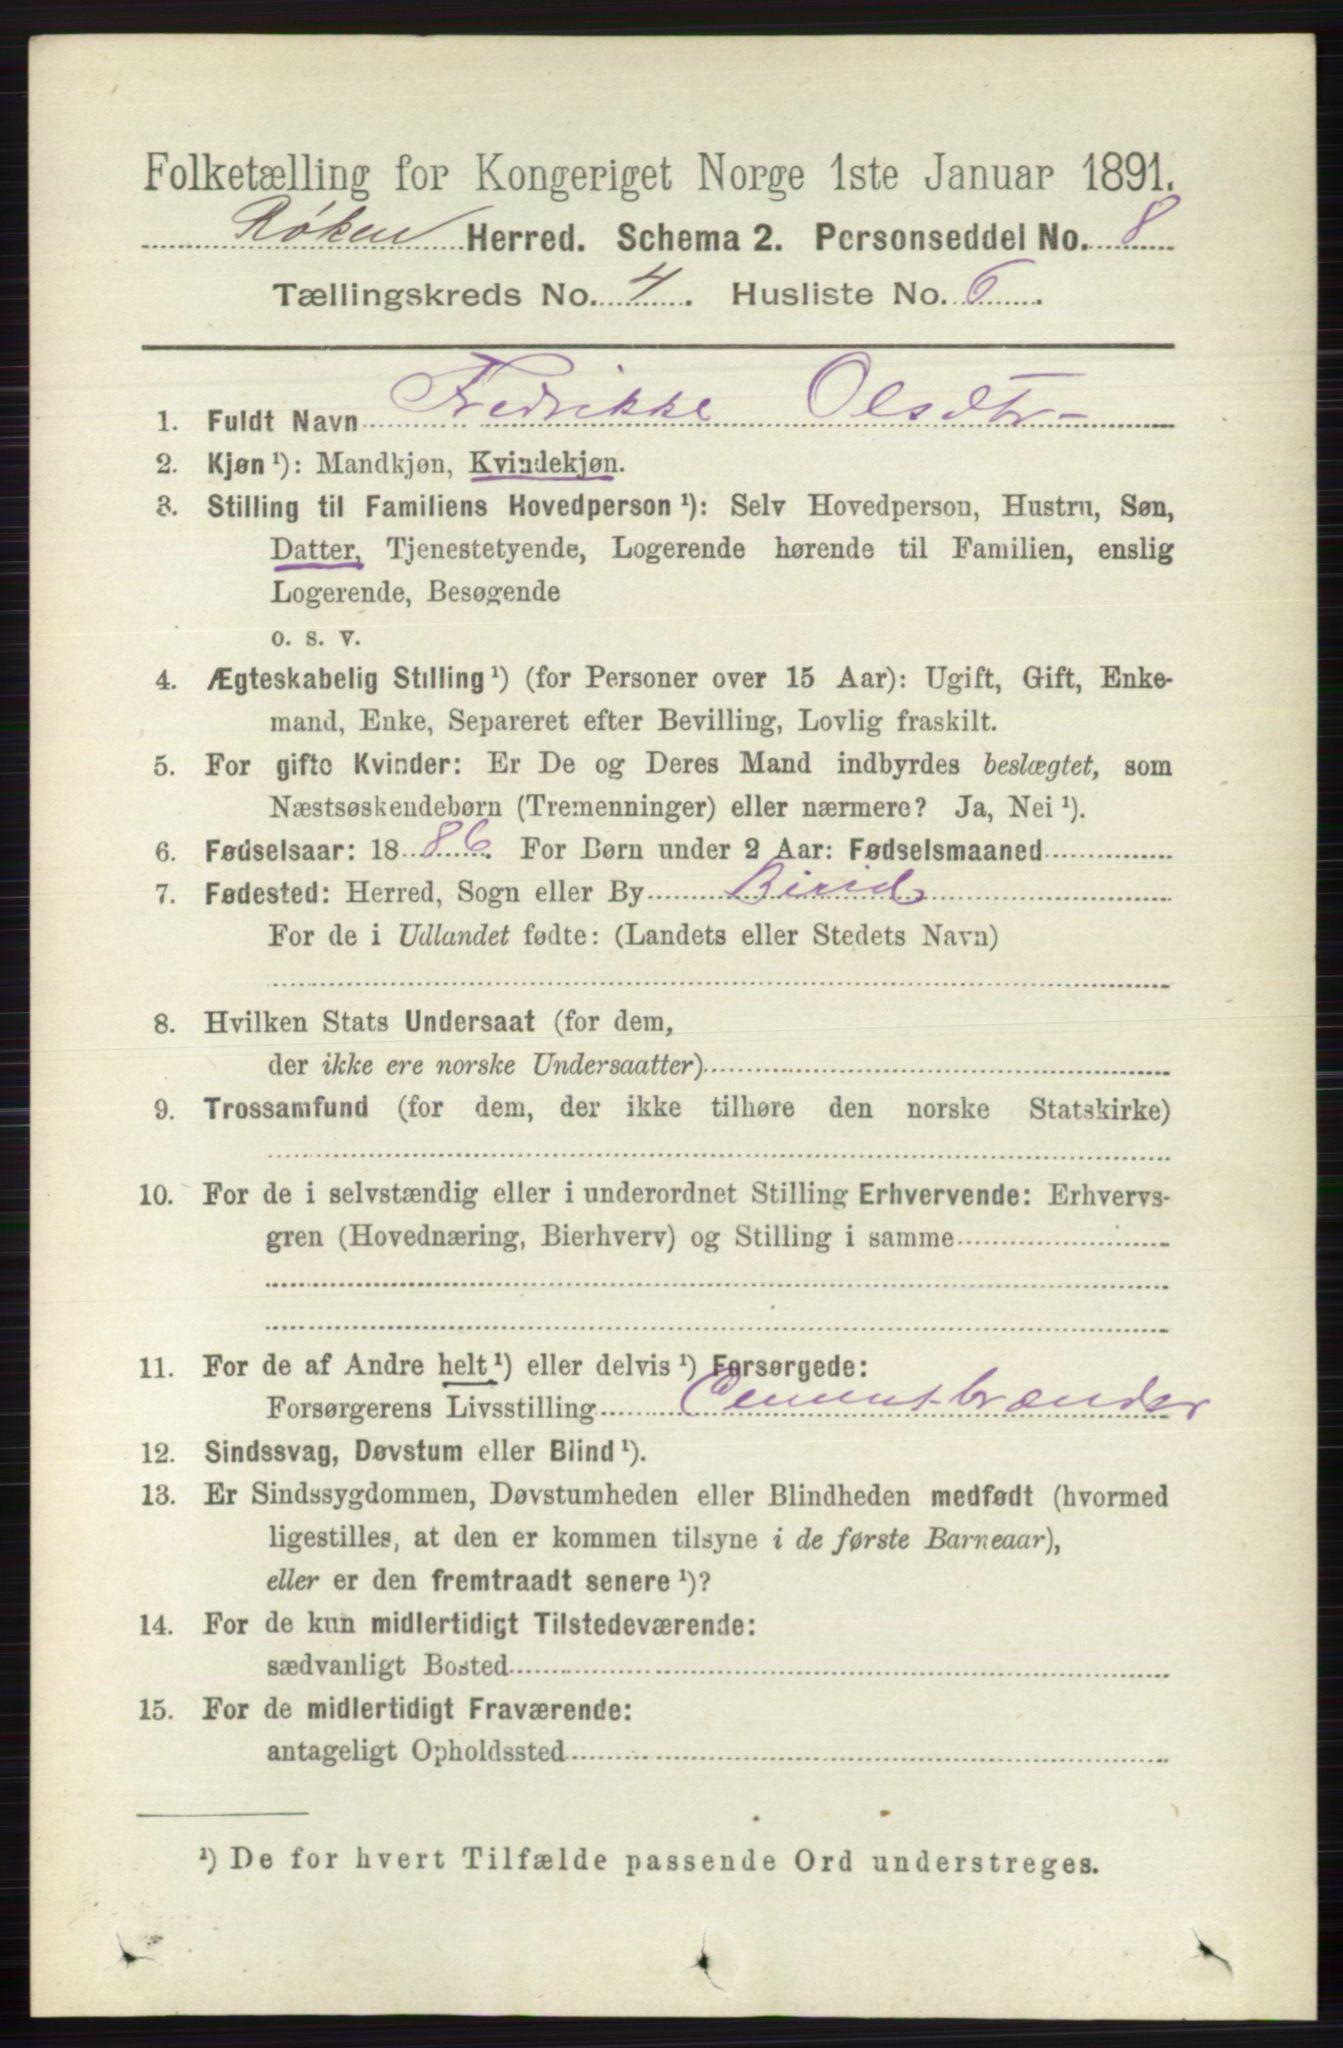 Folketælling for Kongeriget Norge 1ste Januar 1891.
Røken Herred. Schema 2. Personseddel No. 8
Tællingskreds No. 4. Husliste No. 6.
1. Fuldt Navn Fredrikke Olsdtr
2. Kjøn ¹): Mandkjøn, Kvindekjøn.
3. Stilling til Familiens Hovedperson ¹): Selv Hovedperson, Hustru, Søn,
Datter, Tjenestetyende, Logerende hørende til Familien, enslig
Logerende, Besøgende
o. s. v.
4. Ægteskabelig Stilling ¹) (for Personer over 15 Aar): Ugift, Gift, Enke-
mand, Enke, Separeret efter Bevilling, Lovlig fraskilt.
5. For gifte Kvinder: Er De og Deres Mand indbyrdes beslægtet, som
Næstsøskendebørn (Tremenninger) eller nærmere? Ja, Nei ¹).
6. Fødselsaar: 1886. For Børn under 2 Aar: Fødselsmaaned
7. Fødested: Herred, Sogn eller By Birid
For de i Udlandet fødte: (Landets eller Stedets Navn)
8. Hvilken Stats Undersaat (for dem,
der ikke ere norske Undersaatter)
9. Trossamfund (for dem, der ikke tilhøre den norske Statskirke)
10. For de i selvstændig eller i underordnet Stilling Erhvervende: Erhvervs-
gren (Hovednæring, Bierhverv) og Stilling i samme
11. For de af Andre helt ¹) eller delvis ¹) Forsørgede:
Forsørgerens Livsstilling Cementbrænder
12. Sindssvag, Døvstum eller Blind ¹).
13. Er Sindssygdommen, Døvstumheden eller Blindheden medfødt (hvormed
ligestilles, at den er kommen tilsyne i de første Barneaar),
eller er den fremtraadt senere ¹)?
14. For de kun midlertidigt Tilstedeværende:
sædvanligt Bosted
15. For de midlertidigt Fraværende:
antageligt Opholdssted
¹) De for hvert Tilfælde passende Ord understreges.